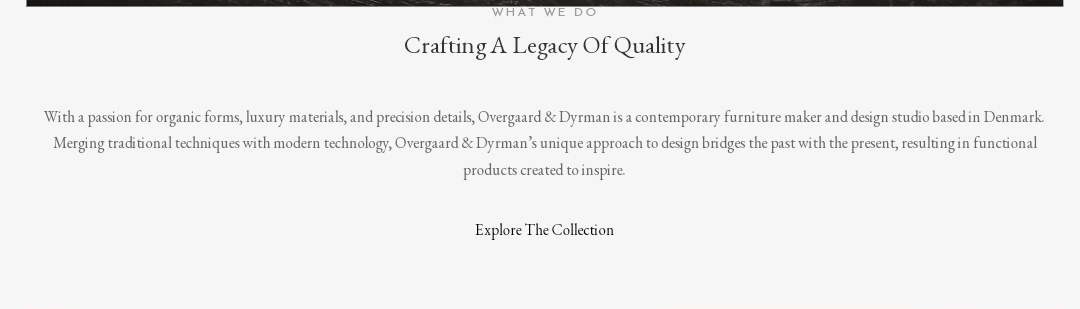 WHAT WE DO
Crafting A Legacy Of Quality
With a passion for organic forms, luxury materials, and precision details, Overgaard & Dyrman is a contemporary furniture maker and design studio based in Denmark.
Merging traditional techniques with modern technology, Overgaard & Dyrman’s unique approach to design bridges the past with the present, resulting in functional
products created to inspire.
Explore The Collection